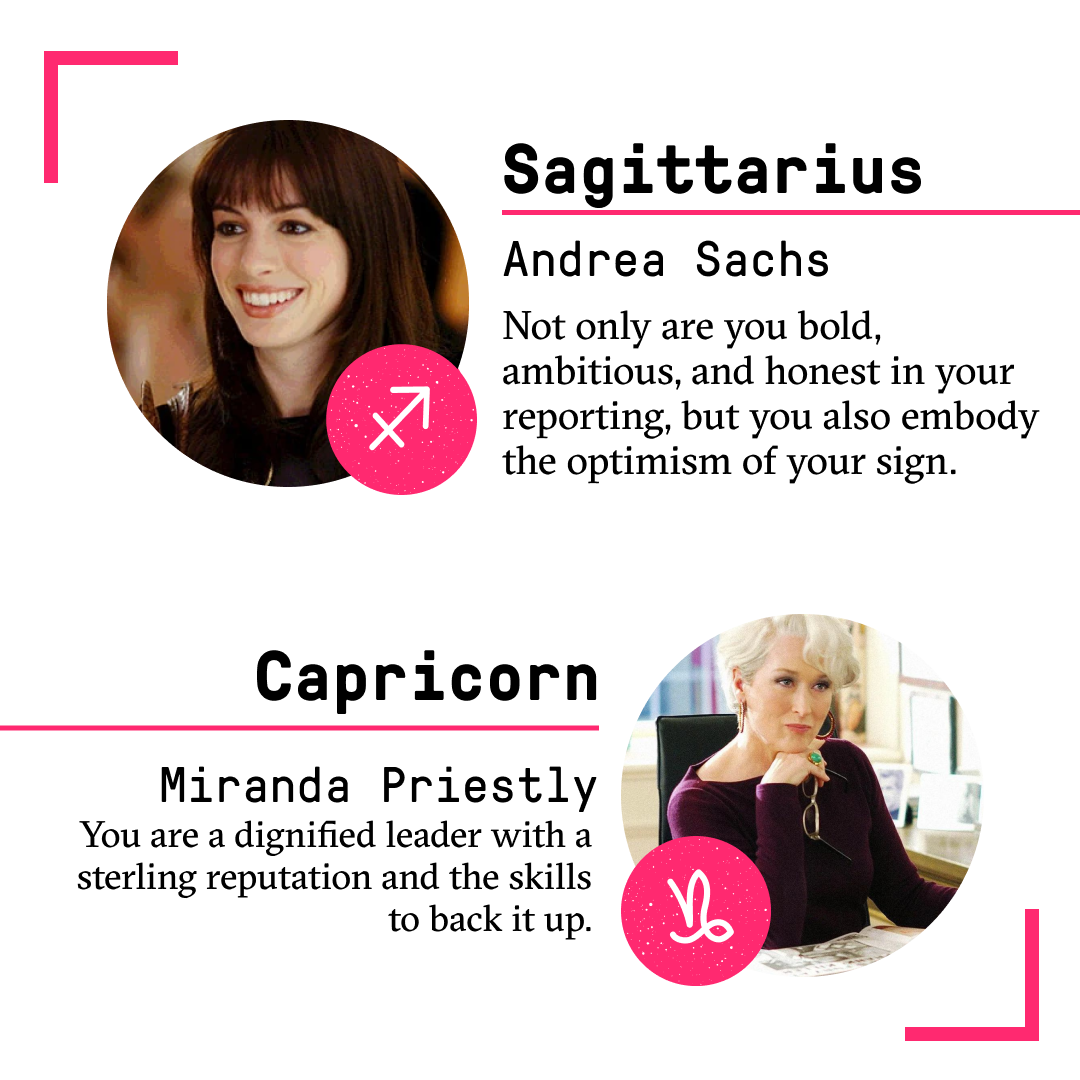 Sagittarius
Andrea Sachs
Not only are you bold,
ambitious, and honest in your
reporting, but you also embody
the optimism of your sign.
Capricorn
Miranda Priestly
You are a dignified leader with a
sterling reputation and the skills
to back it up.